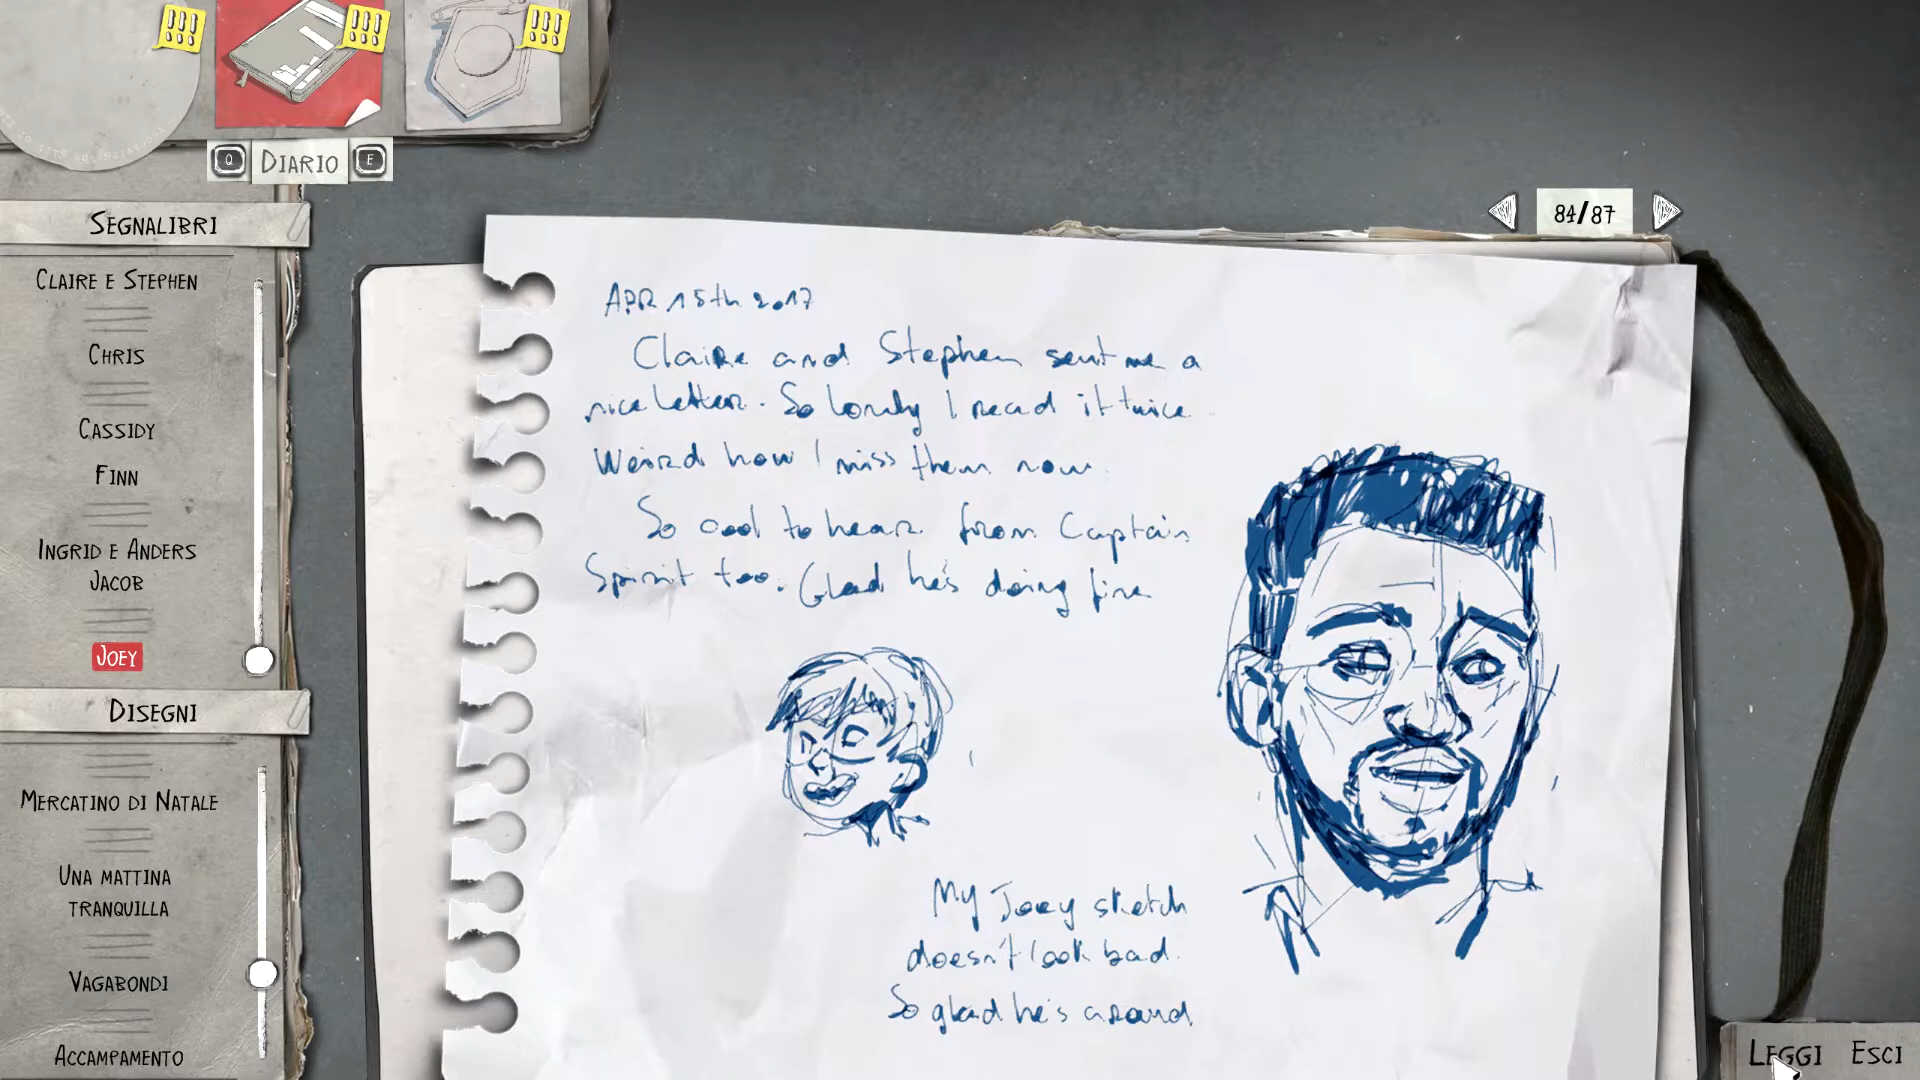 Q
DIARIO
E
SEGNALIBRI
CLAIRE E STEPHEN
CHRIS
CASSIDY
FINN
INGRID E ANDERS
JACOB
JOEY
DISEGNI
MERCATINO DI NATALE
UNA MATTINA
TRANQUILLA
VAGABONDI
ACCAMPAMENTO
84/87
APR 15th 2017
Claire and Stephen sent me a
nice letter. So lonely I read it twice
Weird how I miss them now.
So cool to hear from Captain
Spirit too. Glad he's doing fine
My Joey sketch
doesn't look bad.
So glad he's around
LEGGI
ESCI